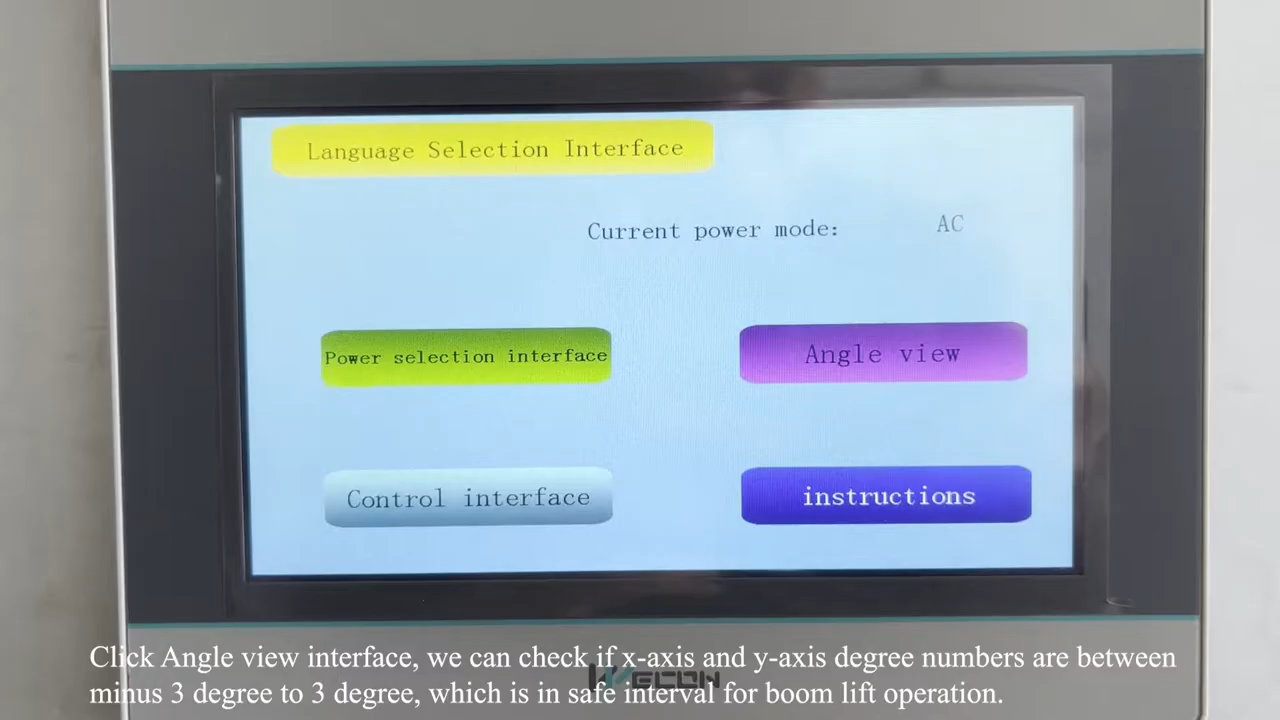 Language Selection Interface
Current power mode: AC
Power selection interface
Angle view
Control interface
instructions
WECON
Click Angle view interface, we can check if x-axis and y-axis degree numbers are between
minus 3 degree to 3 degree, which is in safe interval for boom lift operation.